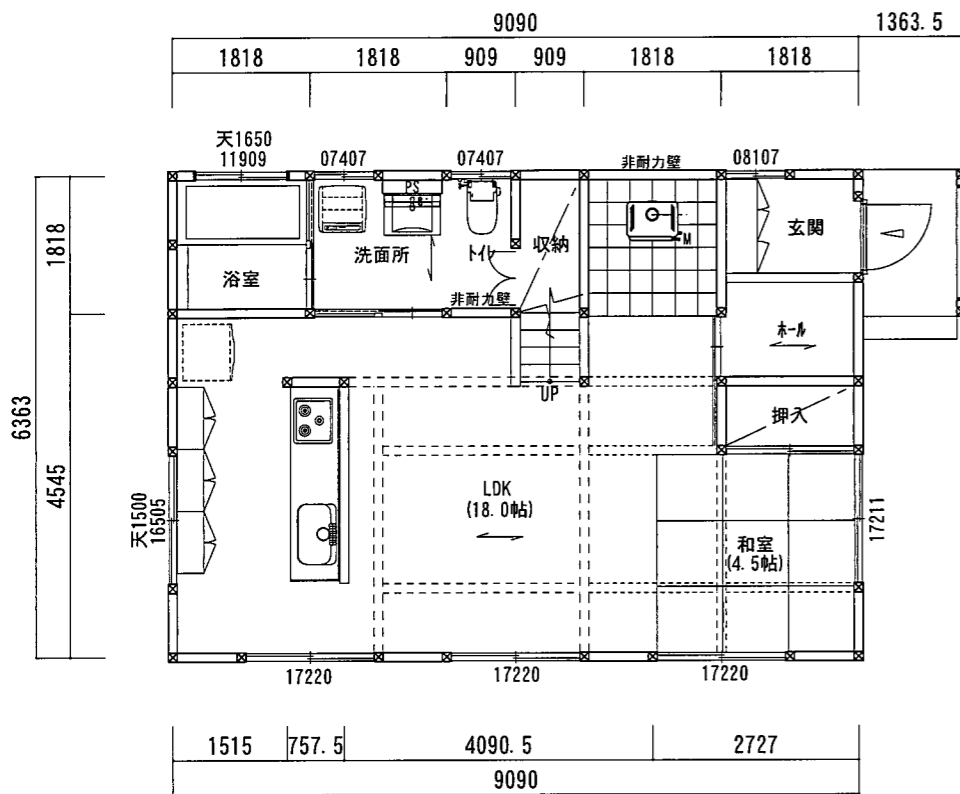 9090
1363.5
1818
1818
909
909
1818
1818
天1650
11909
07407
07407
非耐力壁
08107
PS
M
玄関
洗面所
トイレ
収納
浴室
非耐力壁
1818
6363
4545
ホール
UP
押入
LDK
(18.0帖)
天1500
16505
17211
和室
(4.5帖)
17220
17220
17220
1515
757.5
4090.5
2727
9090